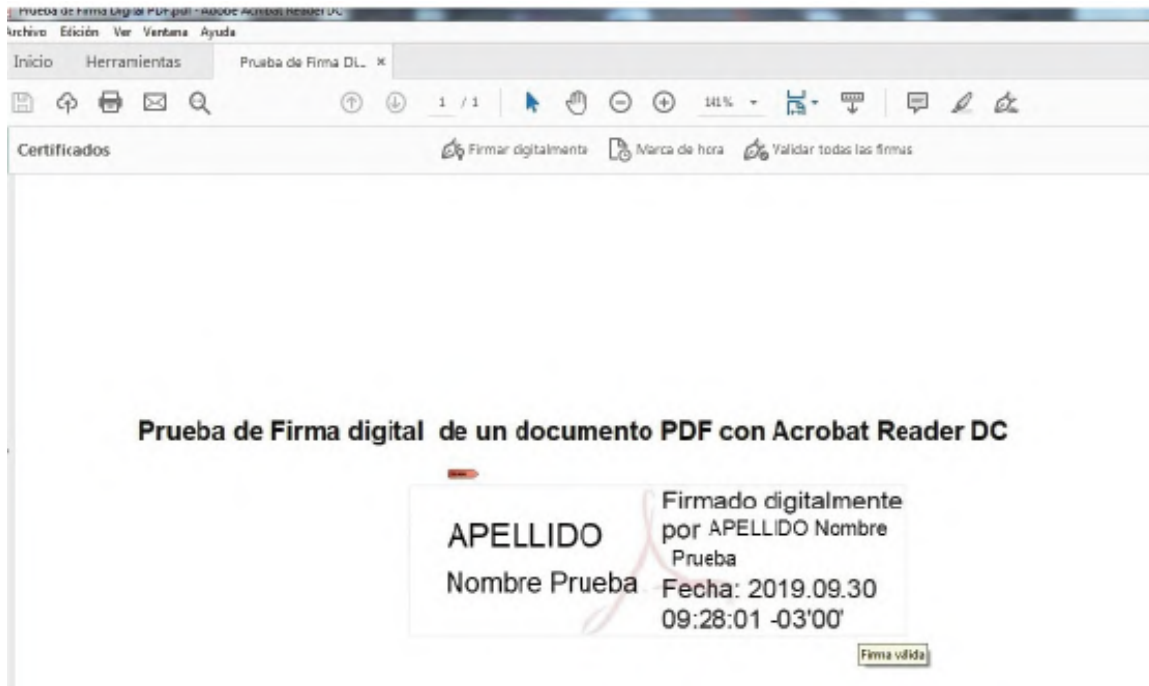 Prueba de Firma Digital PDF.pdf - Adobe Acrobat Reader DC
Archivo Edición Ver Ventana Ayuda
Inicio Herramientas Prueba de Firma Di... ×
1 / 1 141%
Certificados Firmar digitalmente Marca de hora Validar todas las firmas
Prueba de Firma digital de un documento PDF con Acrobat Reader DC
APELLIDO
Nombre Prueba
Firmado digitalmente
por APELLIDO Nombre
Prueba
Fecha: 2019.09.30
09:28:01 -03'00'
Firma válida